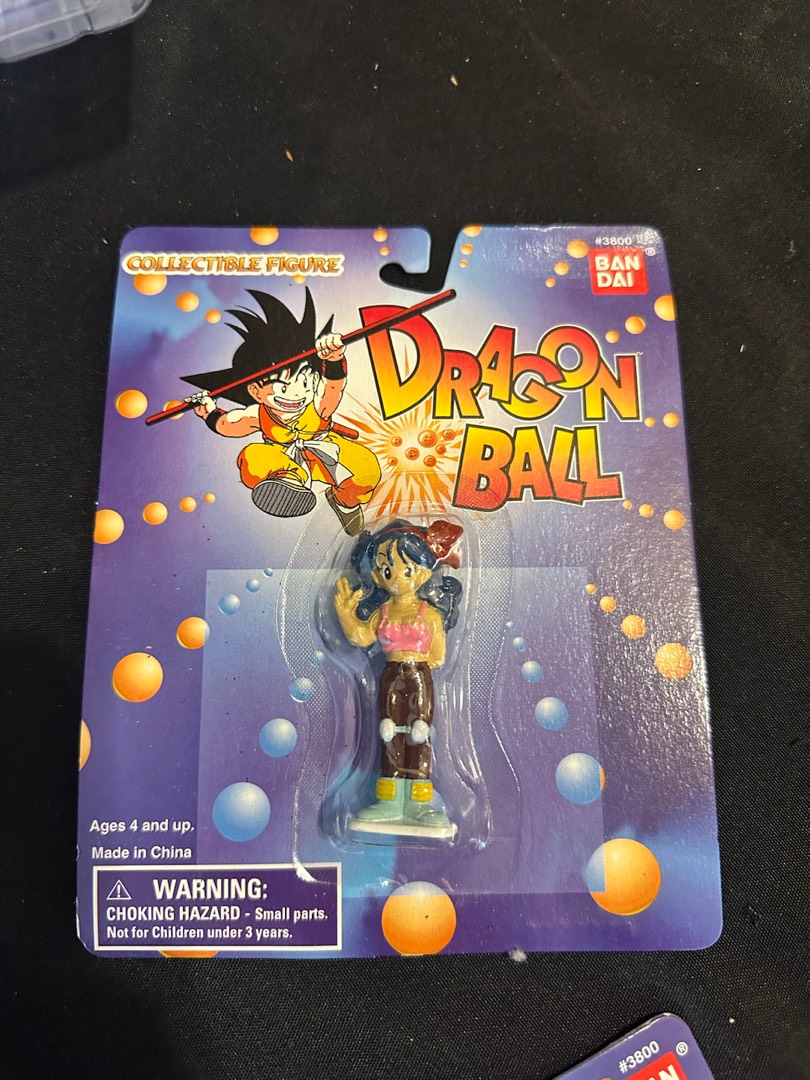 #3800
COLLECTIBLE FIGURE
BAN
DAI
®
DRAGON
BALL
™
Ages 4 and up.
Made in China
WARNING:
CHOKING HAZARD - Small parts.
Not for Children under 3 years.
#3800
®